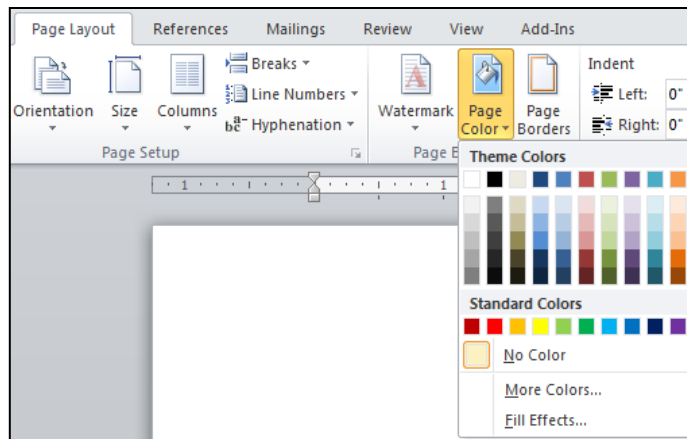 Page Layout References Mailings Review View Add-Ins
Breaks Indent
Line Numbers Left: 0"
Orientation Size Columns Watermark Page Color Page Borders
Hyphenation Right: 0"
Page Setup Page
Theme Colors
1 1
Standard Colors
No Color
More Colors...
Fill Effects...